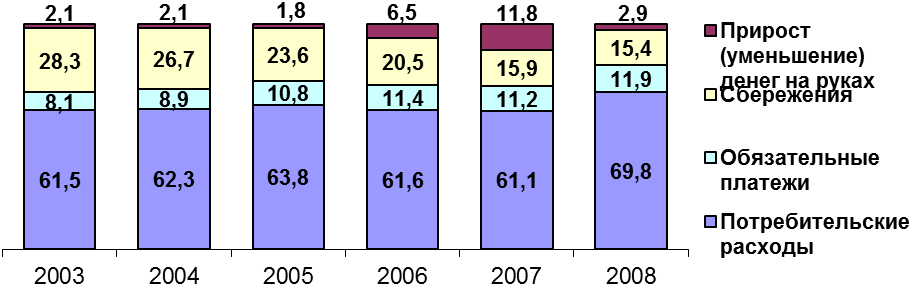 2,1 2,1 1,8 6,5 11,8 2,9
28,3 26,7 23,6 20,5 15,9 15,4
8,1 8,9 10,8 11,4 11,2 11,9
61,5 62,3 63,8 61,6 61,1 69,8
2003 2004 2005 2006 2007 2008
Прирост
(уменьшение)
денег на руках
Сбережения
Обязательные
платежи
Потребительские
расходы